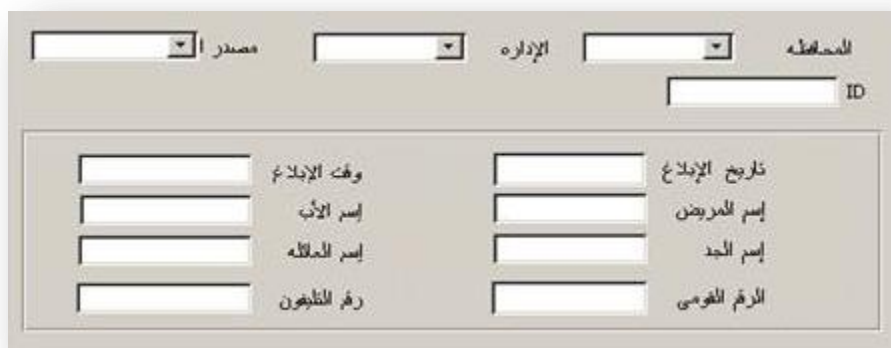 المحافظه الإداره مصدر ا
ID
تاريخ الإبلاغ وقت الإبلاغ
إسم المريض إسم الأب
إسم الجد إسم العائله
الرقم القومى رقم التليفون